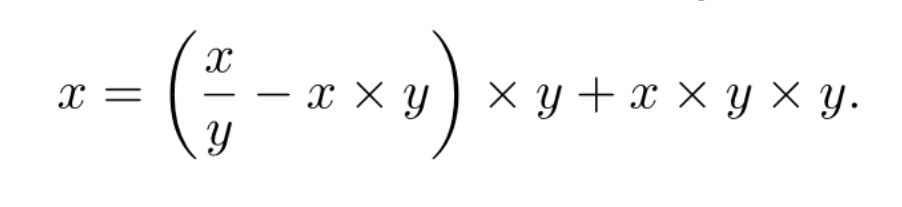 x = (x/y − x × y) × y + x × y × y.